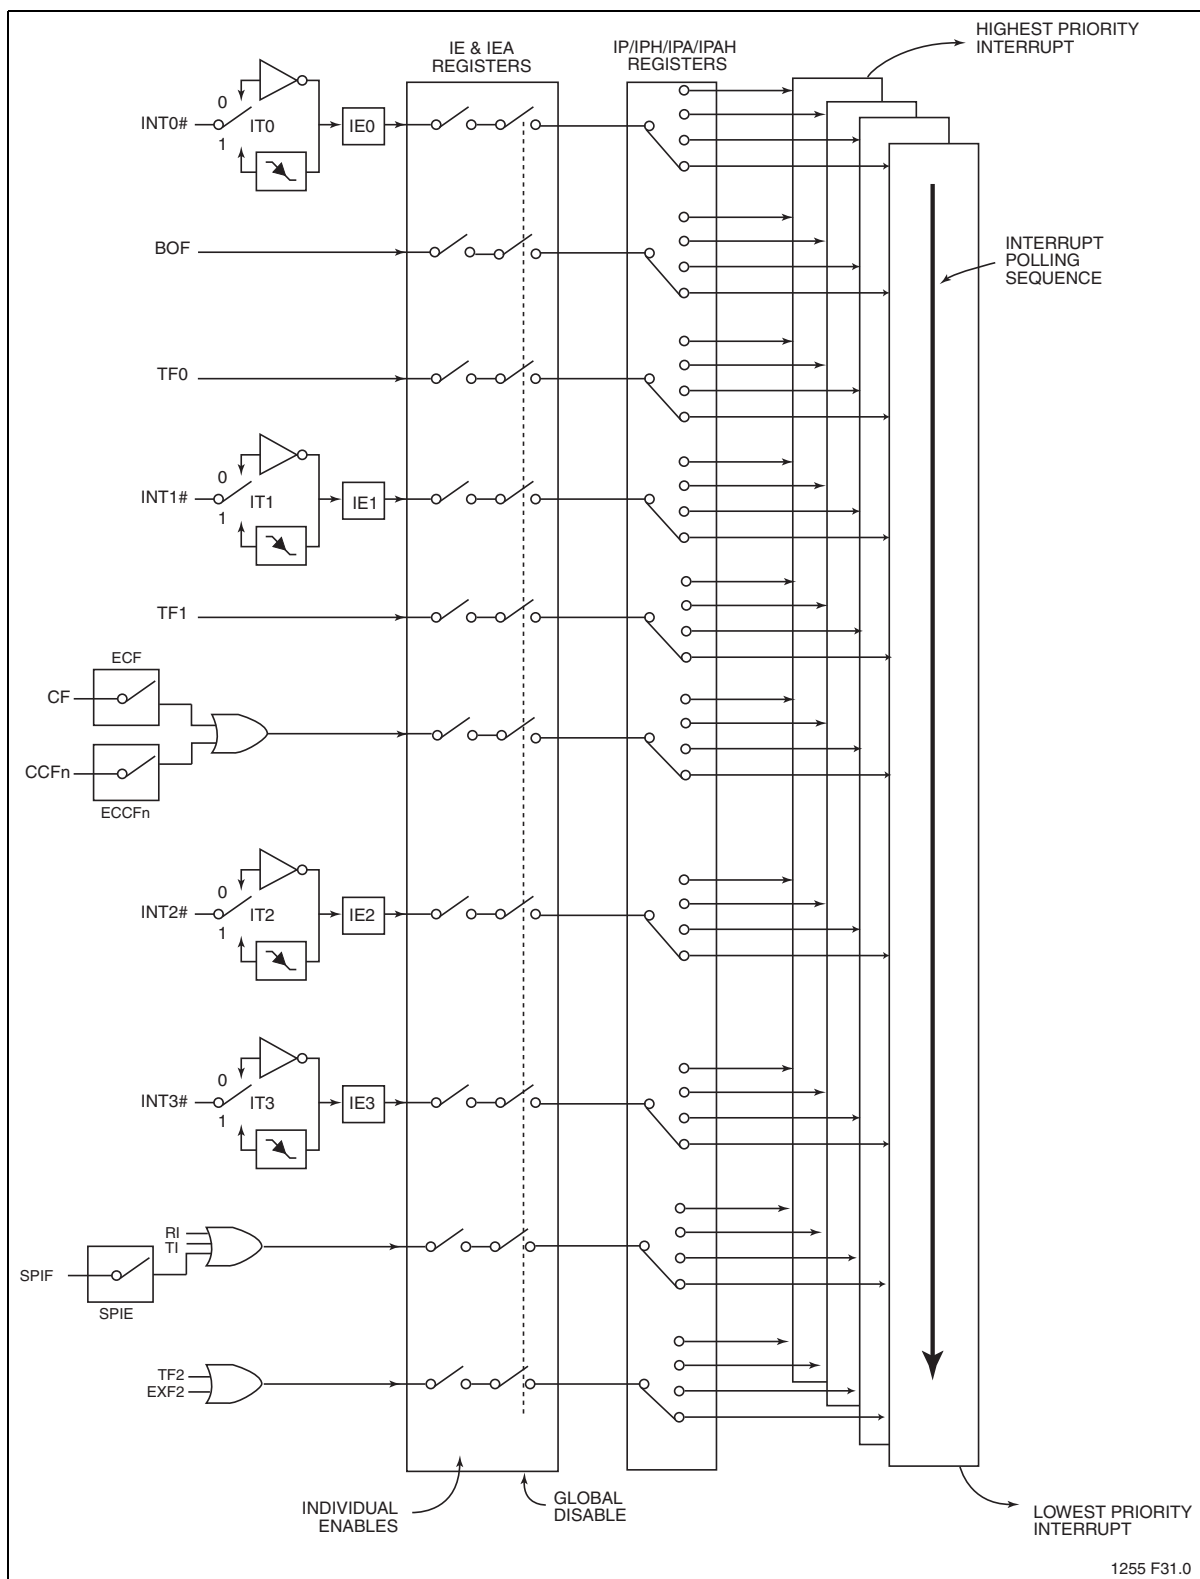 HIGHEST PRIORITY
INTERRUPT
IE & IEA
REGISTERS
IP/IPH/IPA/IPAH
REGISTERS
0
INT0#
IT0
1
IE0
BOF
INTERRUPT
POLLING
SEQUENCE
TF0
0
INT1#
IT1
1
IE1
TF1
ECF
CF
CCFn
ECCFn
0
INT2#
IT2
1
IE2
0
INT3#
IT3
1
IE3
RI
TI
SPIF
SPIE
TF2
EXF2
INDIVIDUAL
ENABLES
GLOBAL
DISABLE
LOWEST PRIORITY
INTERRUPT
1255 F31.0